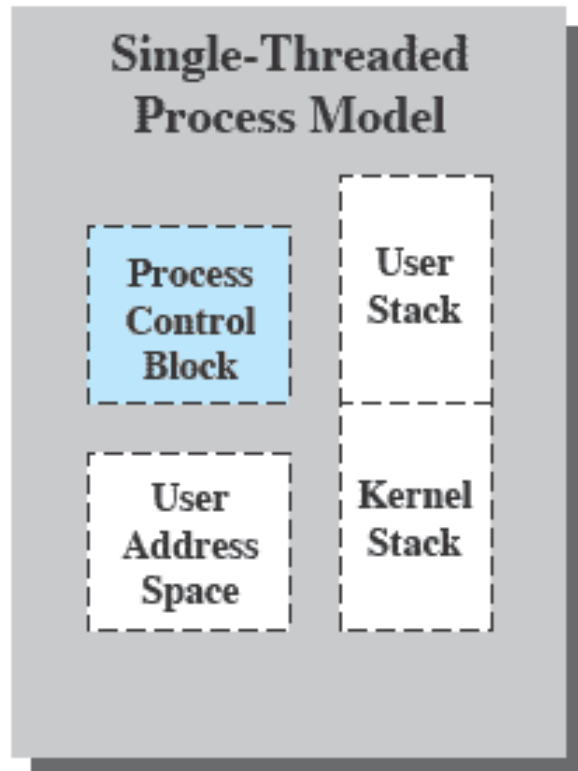 Single-Threaded
Process Model
Process
Control
Block
User
Stack
User
Address
Space
Kernel
Stack